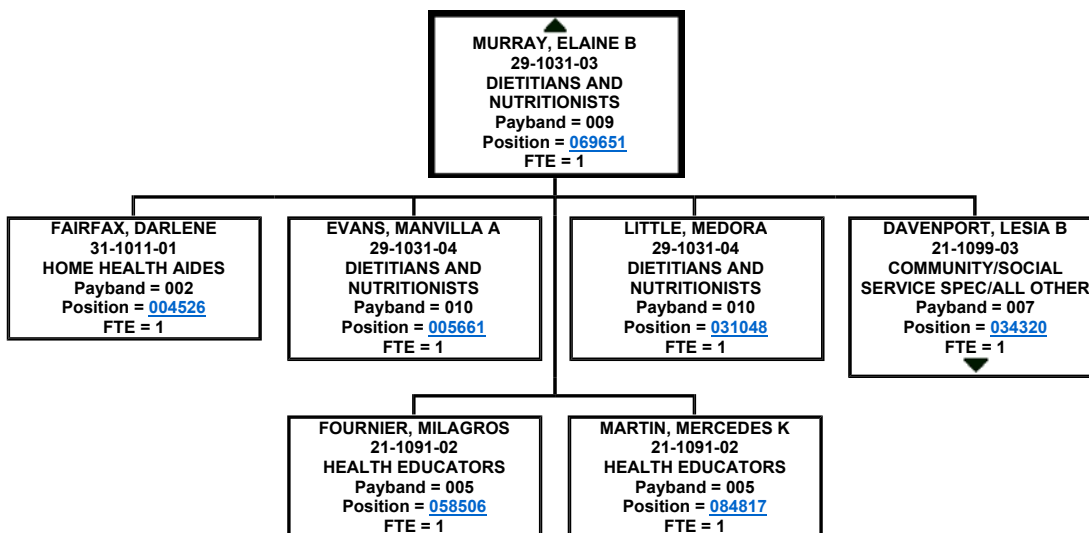 MURRAY, ELAINE B
29-1031-03
DIETITIANS AND
NUTRITIONISTS
Payband = 009
Position = 069651
FTE = 1
FAIRFAX, DARLENE
31-1011-01
HOME HEALTH AIDES
Payband = 002
Position = 004526
FTE = 1
EVANS, MANVILLA A
29-1031-04
DIETITIANS AND
NUTRITIONISTS
Payband = 010
Position = 005661
FTE = 1
LITTLE, MEDORA
29-1031-04
DIETITIANS AND
NUTRITIONISTS
Payband = 010
Position = 031048
FTE = 1
DAVENPORT, LESIA B
21-1099-03
COMMUNITY/SOCIAL
SERVICE SPEC/ALL OTHER
Payband = 007
Position = 034320
FTE = 1
FOURNIER, MILAGROS
21-1091-02
HEALTH EDUCATORS
Payband = 005
Position = 058506
FTE = 1
MARTIN, MERCEDES K
21-1091-02
HEALTH EDUCATORS
Payband = 005
Position = 084817
FTE = 1